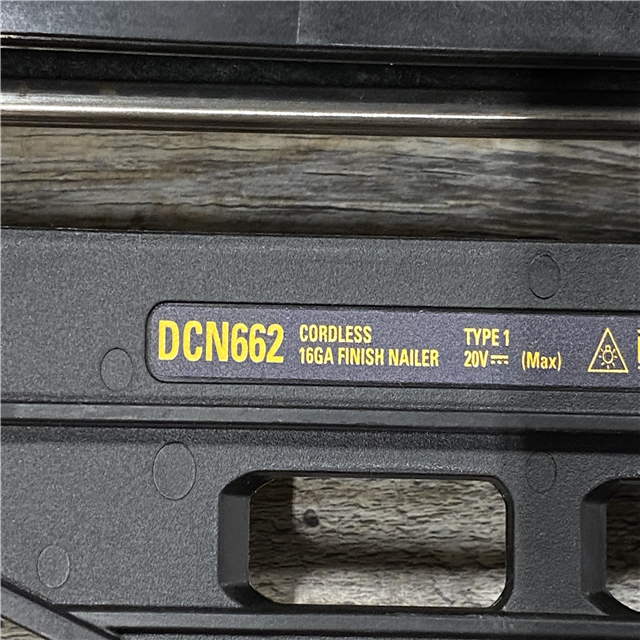 DCN662
CORDLESS
16GA FINISH NAILER
TYPE 1
20V⎓ (Max)